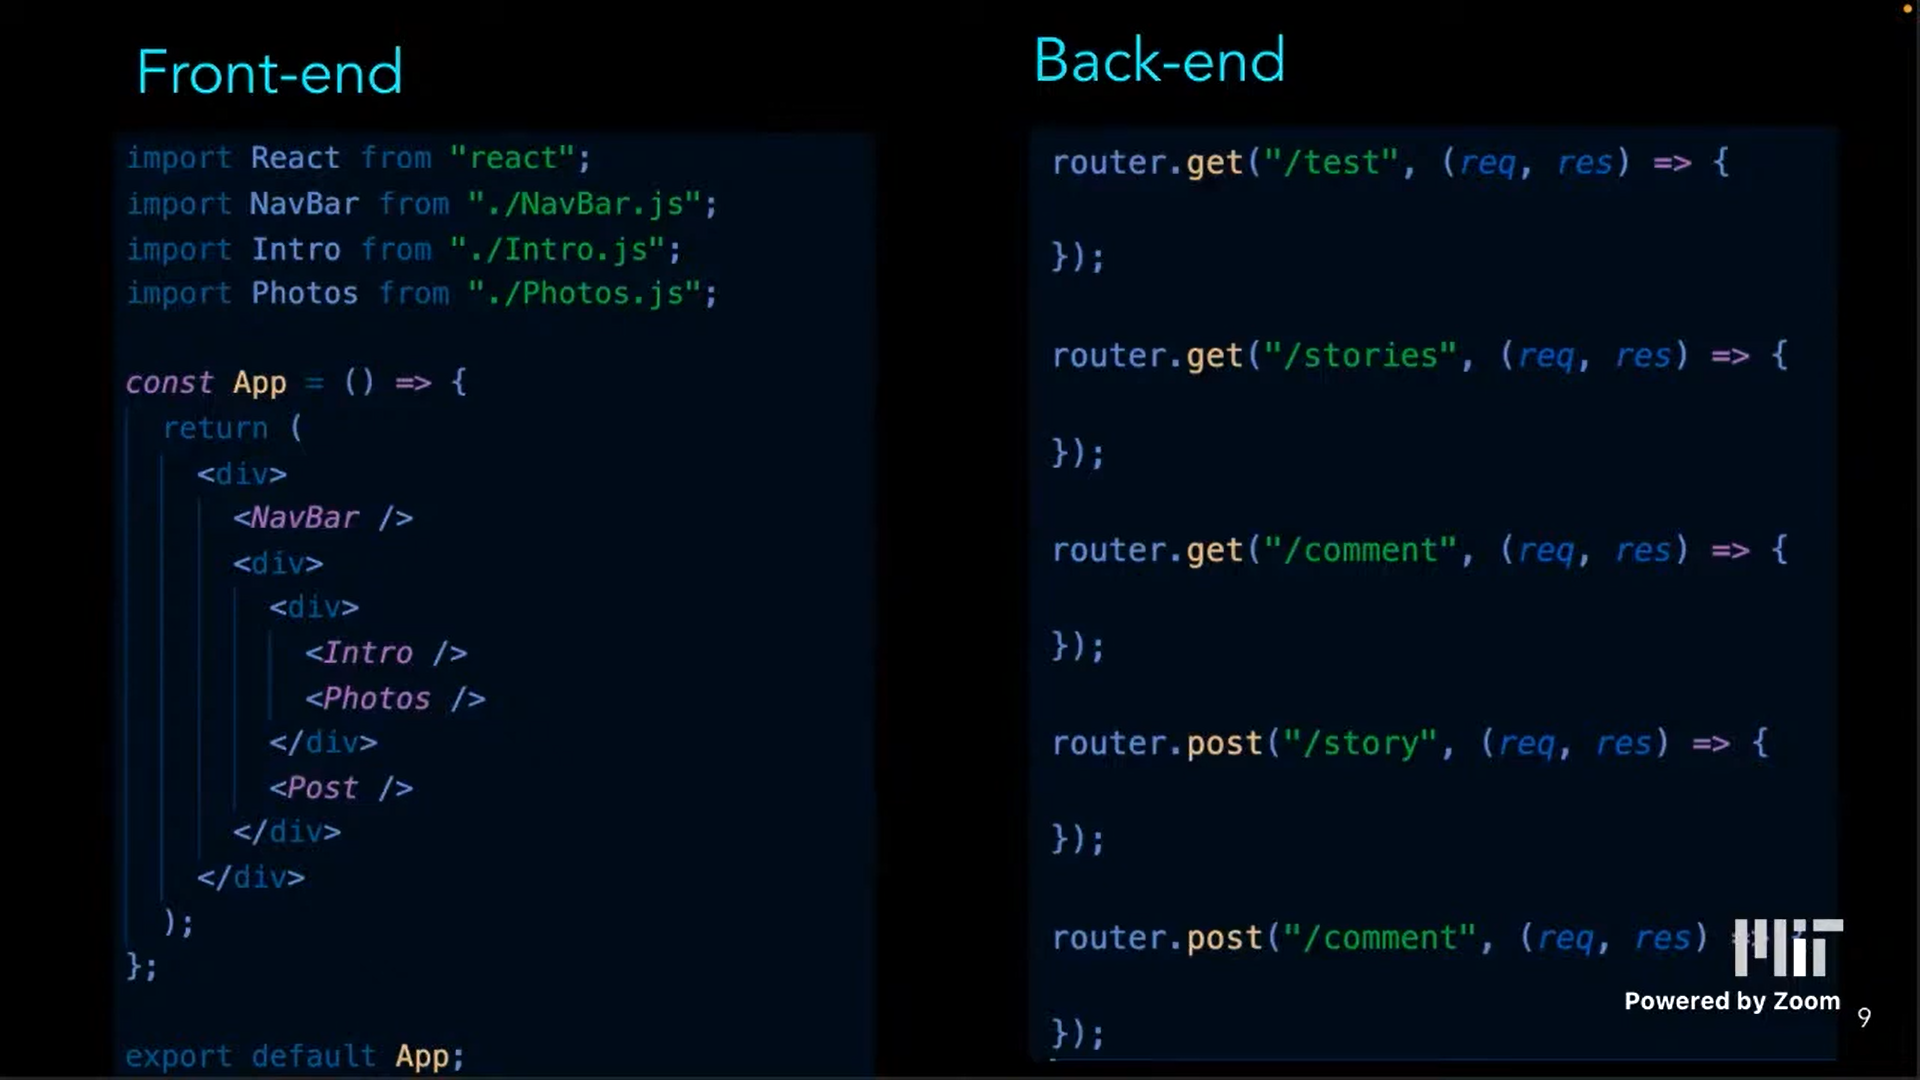 Front-end
import React from "react";
import NavBar from "./NavBar.js";
import Intro from "./Intro.js";
import Photos from "./Photos.js";
const App = () => {
return (
<div>
<NavBar />
<div>
<div>
<Intro />
<Photos />
</div>
<Post />
</div>
</div>
);
};
export default App;
Back-end
router.get("/test", (req, res) => {
});
router.get("/stories", (req, res) => {
});
router.get("/comment", (req, res) => {
});
router.post("/story", (req, res) => {
});
router.post("/comment", (req, res)
});
MIT
Powered by Zoom
9